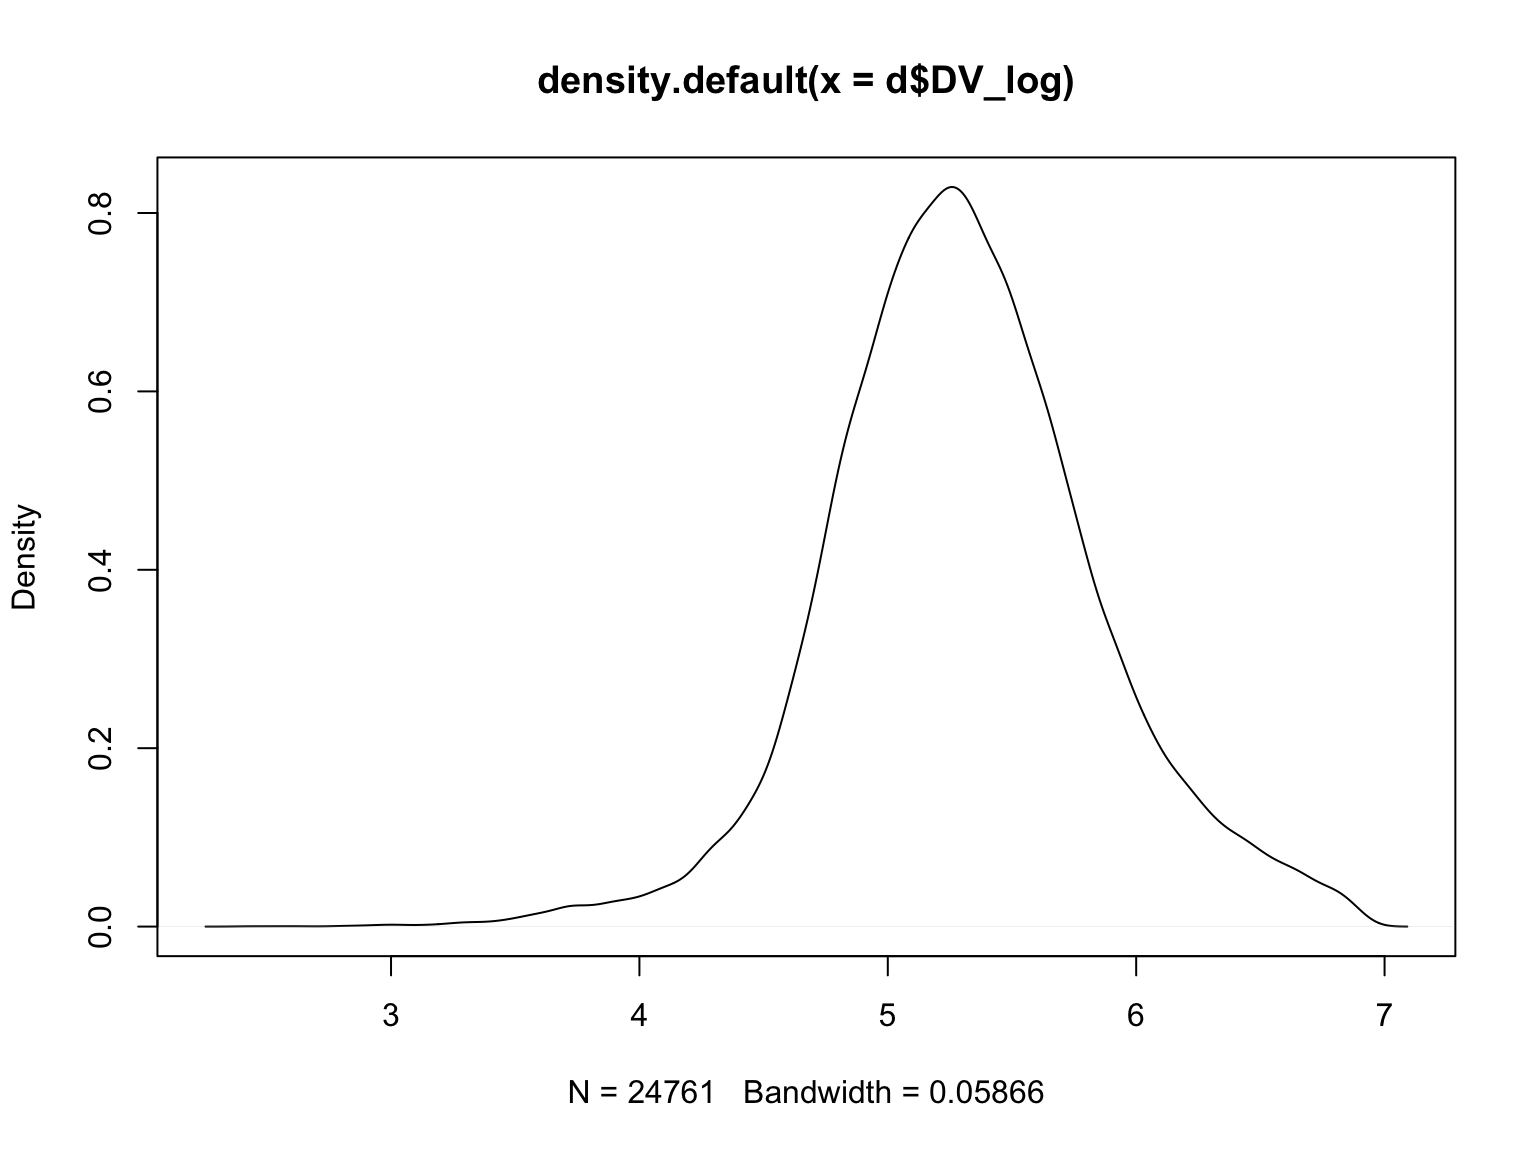 density.default(x = d$DV_log)
Density
0.8
0.6
0.4
0.2
0.0
3 4 5 6 7
N = 24761 Bandwidth = 0.05866